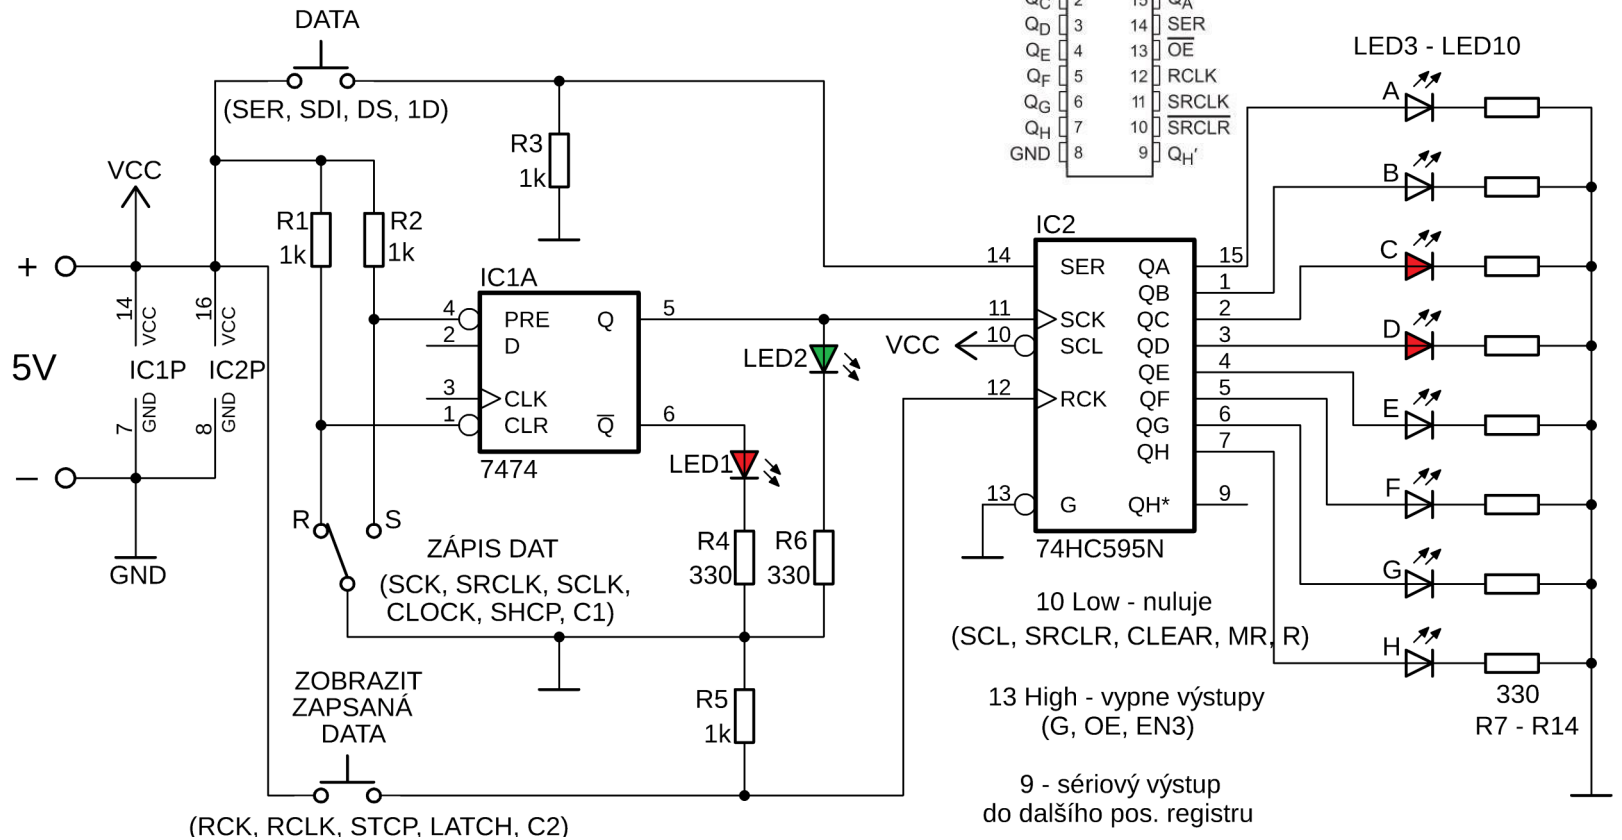 DATA
(SER, SDI, DS, 1D)
VCC
+
5V
–
GND
14
VCC
16
VCC
IC1P
IC2P
7
GND
8
GND
R1
1k
R2
1k
R3
1k
IC1A
4
PRE
Q
5
2
D
3
CLK
1
CLR
Q
6
7474
R
S
ZÁPIS DAT
(SCK, SRCLK, SCLK,
CLOCK, SHCP, C1)
LED1
LED2
R4
330
R6
330
R5
1k
ZOBRAZIT
ZAPSANÁ
DATA
(RCK, RCLK, STCP, LATCH, C2)
QC 2 15 QA
QD 3 14 SER
QE 4 13 OE
QF 5 12 RCLK
QG 6 11 SRCLK
QH 7 10 SRCLR
GND 8 9 QH'
IC2
14
SER
QA
15
QB
1
11
SCK
QC
2
VCC
10
SCL
QD
3
QE
4
12
RCK
QF
5
QG
6
QH
7
13
G
QH*
9
74HC595N
10 Low - nuluje
(SCL, SRCLR, CLEAR, MR, R)
13 High - vypne výstupy
(G, OE, EN3)
9 - sériový výstup
do dalšího pos. registru
LED3 - LED10
A
B
C
D
E
F
G
H
330
R7 - R14